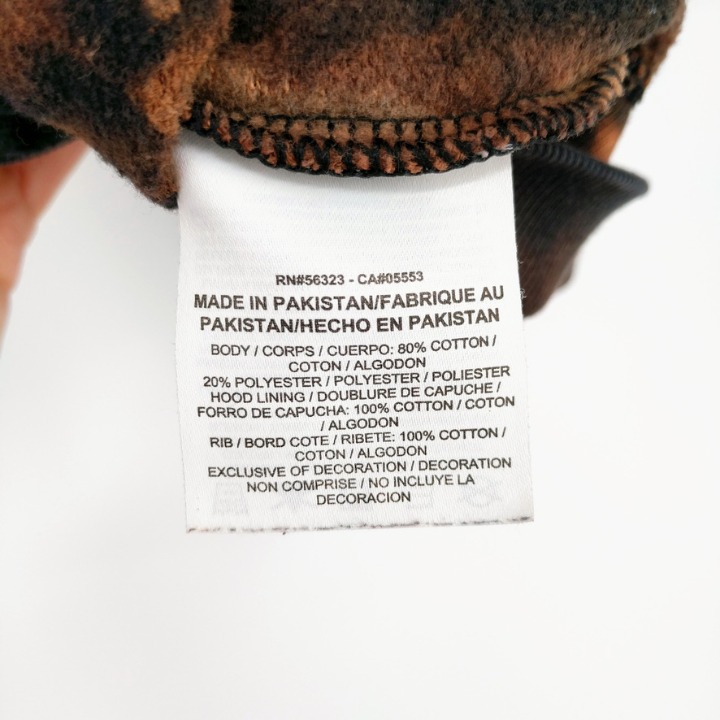 RN#56323 - CA#05553
MADE IN PAKISTAN/FABRIQUE AU
PAKISTAN/HECHO EN PAKISTAN
BODY / CORPS / CUERPO: 80% COTTON /
COTON / ALGODON
20% POLYESTER / POLYESTER / POLIESTER
HOOD LINING / DOUBLURE DE CAPUCHE /
FORRO DE CAPUCHA: 100% COTTON / COTON
/ ALGODON
RIB / BORD COTE / RIBETE: 100% COTTON /
COTON / ALGODON
EXCLUSIVE OF DECORATION / DECORATION
NON COMPRISE / NO INCLUYE LA
DECORACION